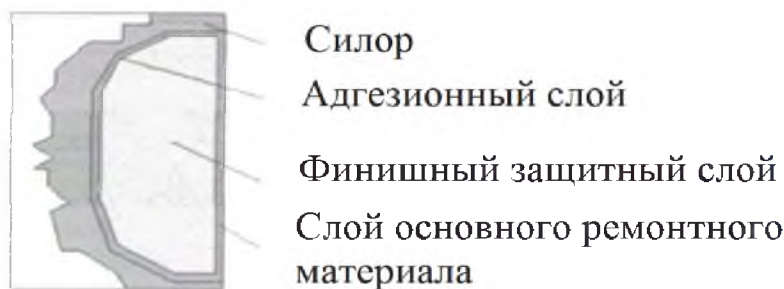 Силор
Адгезионный слой
Финишный защитный слой
Слой основного ремонтного
материала